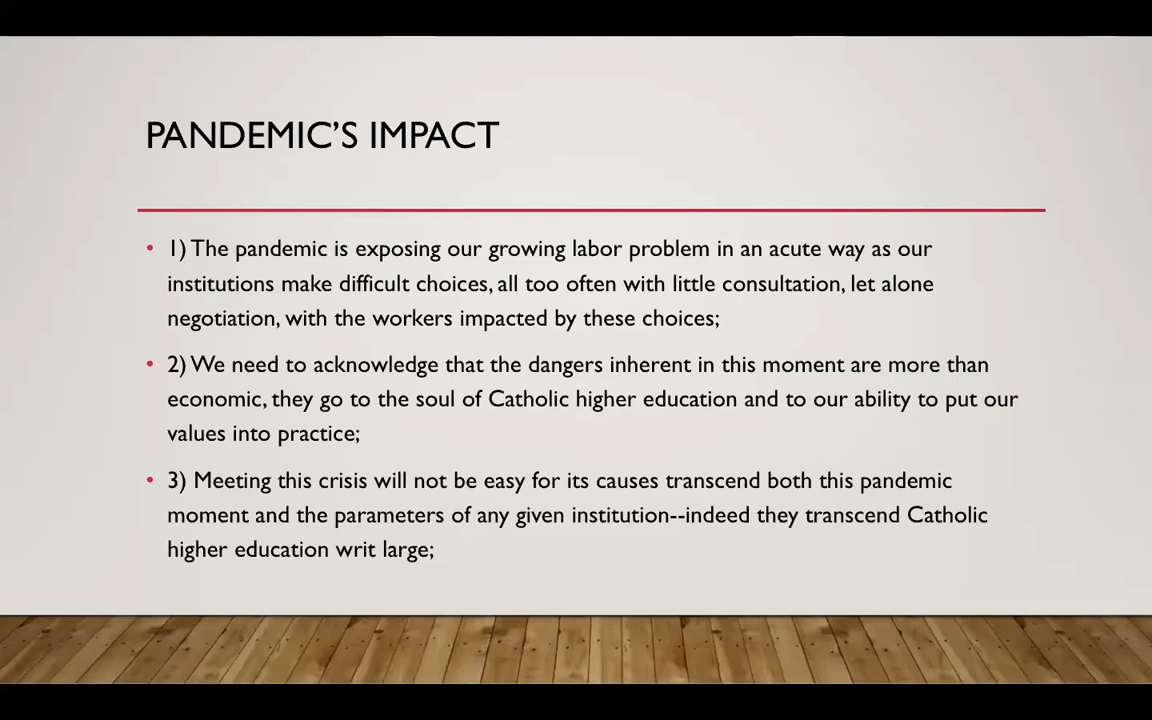 PANDEMIC’S IMPACT
• 1) The pandemic is exposing our growing labor problem in an acute way as our
institutions make difficult choices, all too often with little consultation, let alone
negotiation, with the workers impacted by these choices;
• 2) We need to acknowledge that the dangers inherent in this moment are more than
economic, they go to the soul of Catholic higher education and to our ability to put our
values into practice;
• 3) Meeting this crisis will not be easy for its causes transcend both this pandemic
moment and the parameters of any given institution--indeed they transcend Catholic
higher education writ large;